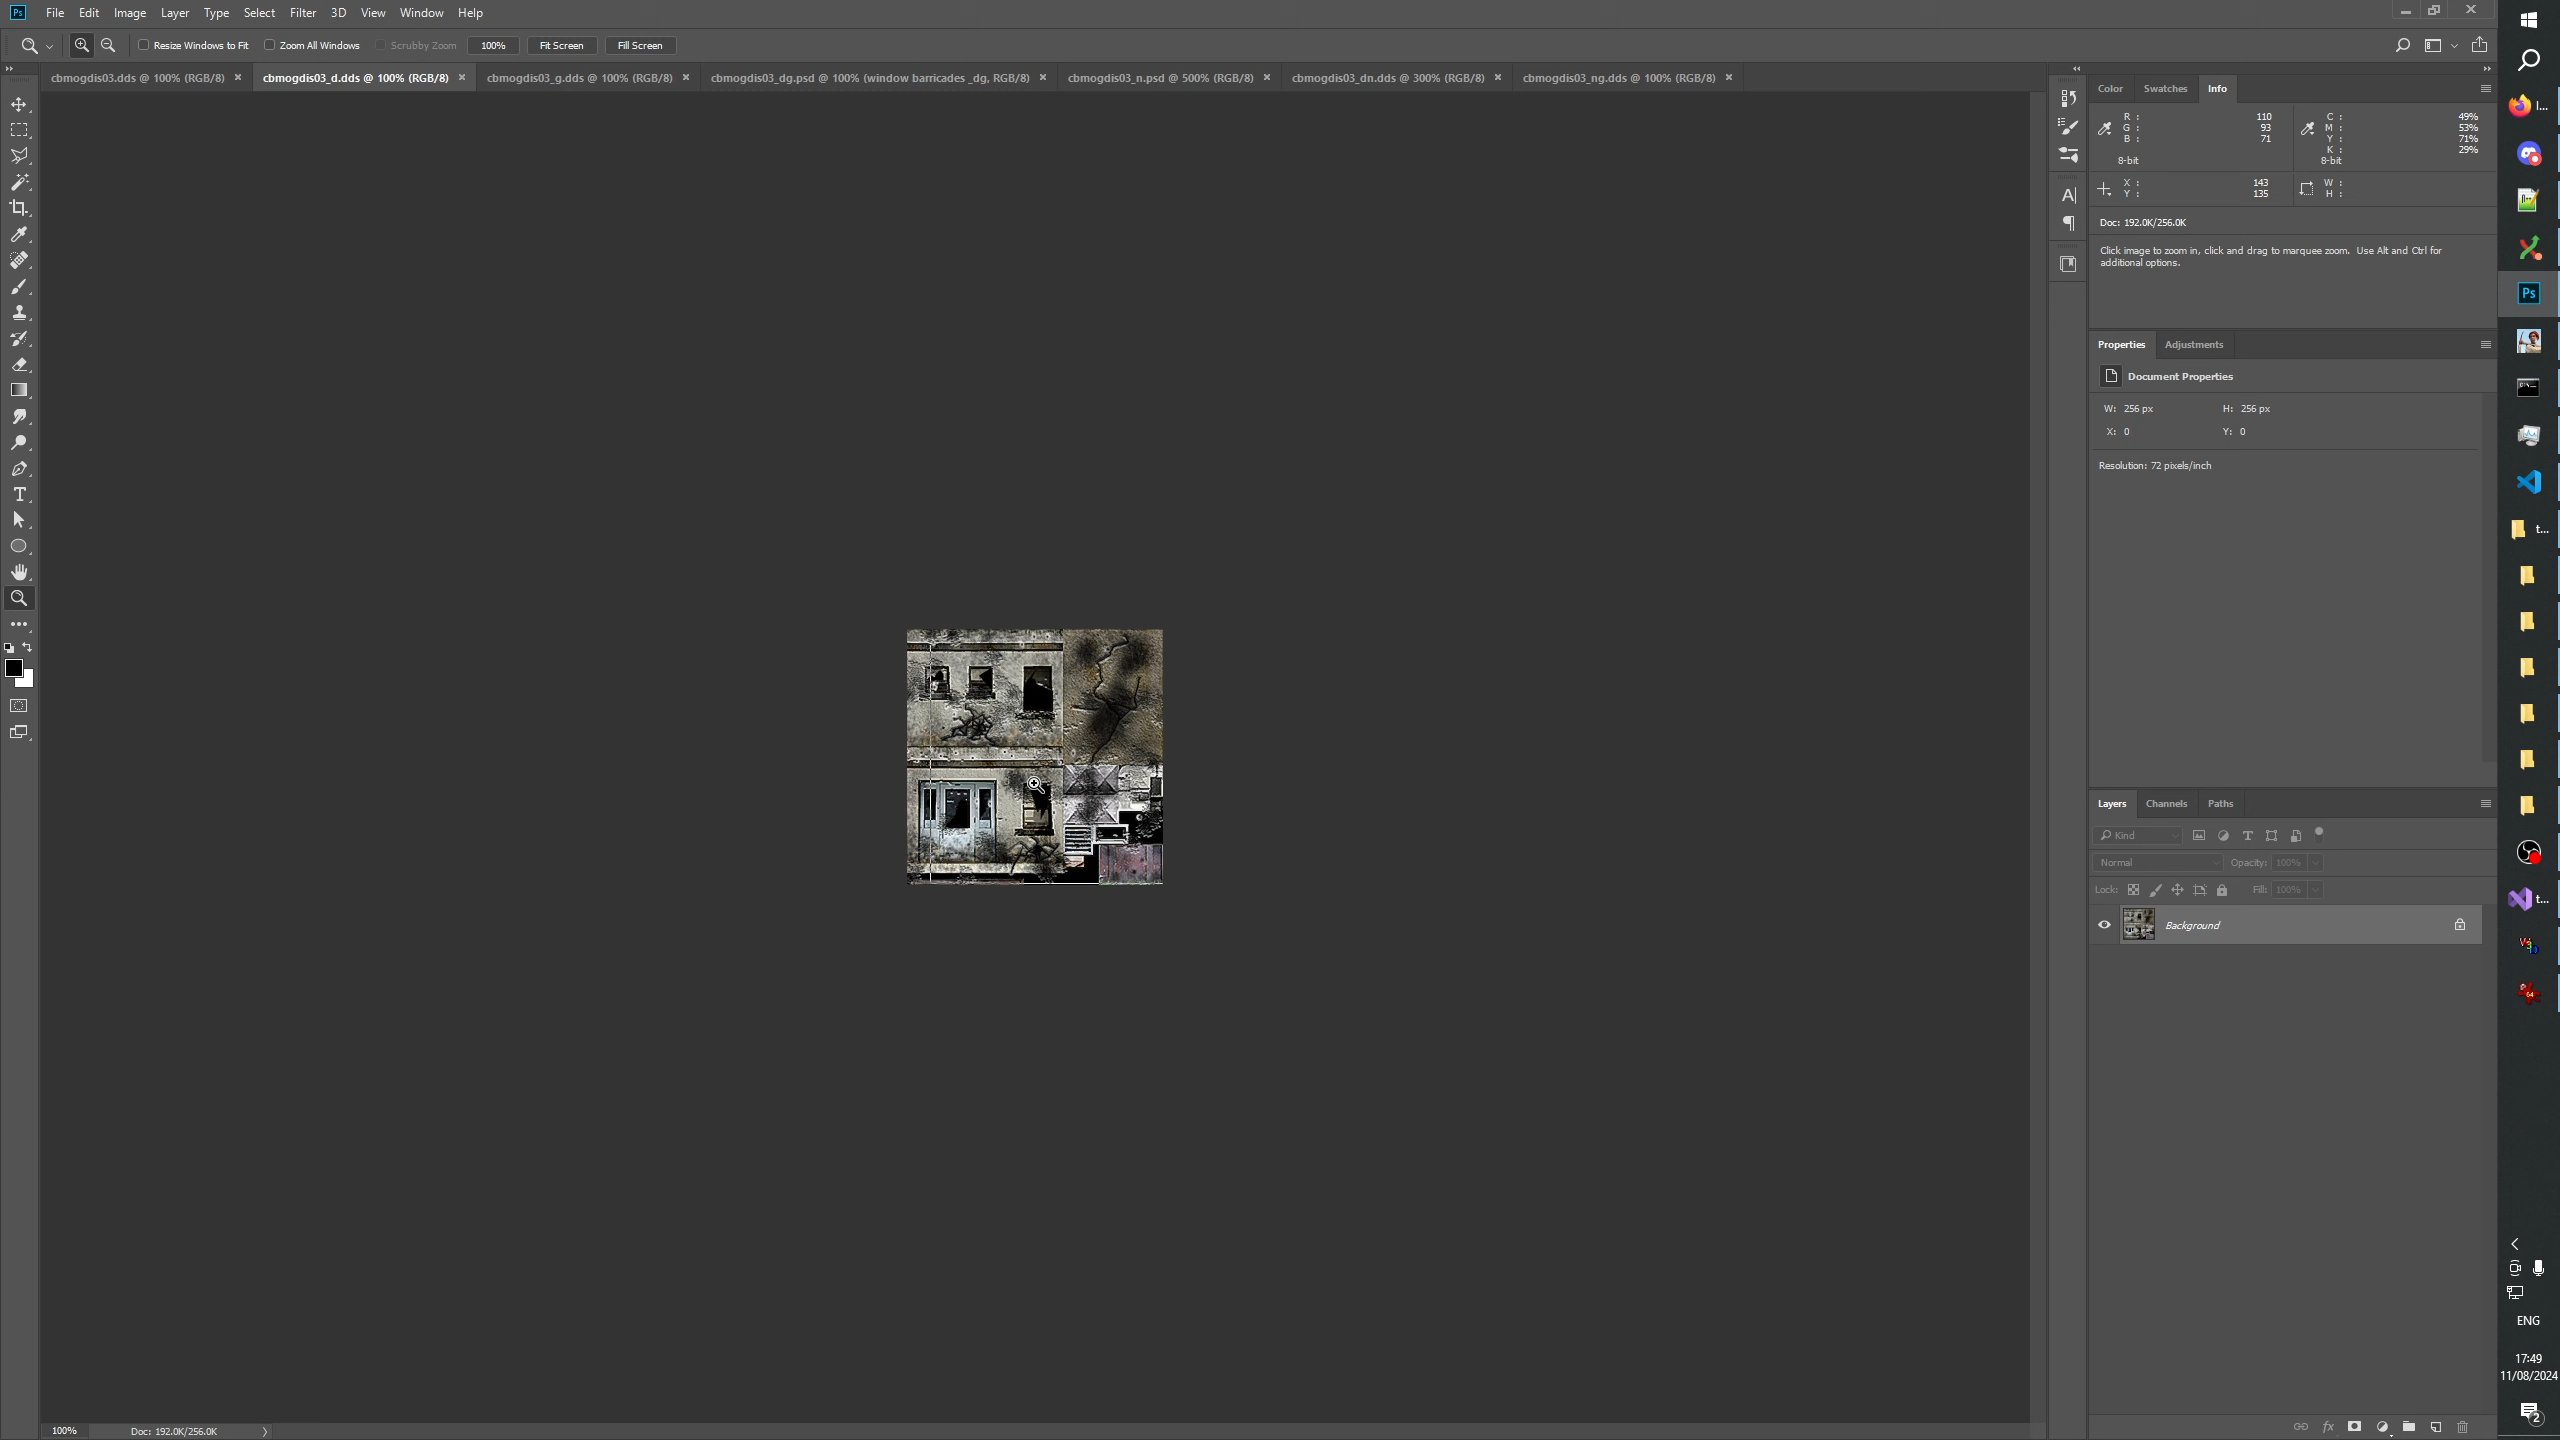 Ps File Edit Image Layer Type Select Filter 3D View Window Help
Resize Windows to Fit Zoom All Windows Scrubby Zoom 100% Fit Screen Fill Screen
cbmogdis03.dds @ 100% (RGB/8) × cbmogdis03_d.dds @ 100% (RGB/8) × cbmogdis03_g.dds @ 100% (RGB/8) × cbmogdis03_dg.psd @ 100% (window barricades _dg, RGB/8) × cbmogdis03_n.psd @ 500% (RGB/8) × cbmogdis03_dn.dds @ 300% (RGB/8) × cbmogdis03_ng.dds @ 100% (RGB/8) ×
Color Swatches Info
R : 110 C : 49%
G : 93 M : 53%
B : 71 Y : 71%
K : 29%
8-bit 8-bit
X : 143 W :
Y : 135 H :
Doc: 192.0K/256.0K
Click image to zoom in, click and drag to marquee zoom. Use Alt and Ctrl for
additional options.
Properties Adjustments
Document Properties
W: 256 px H: 256 px
X: 0 Y: 0
Resolution: 72 pixels/inch
Layers Channels Paths
Kind
Normal Opacity: 100%
Lock: Fill: 100%
Background
100% Doc: 192.0K/256.0K
l...
Ps
t...
t...
64
ENG
17:49
11/08/2024
2